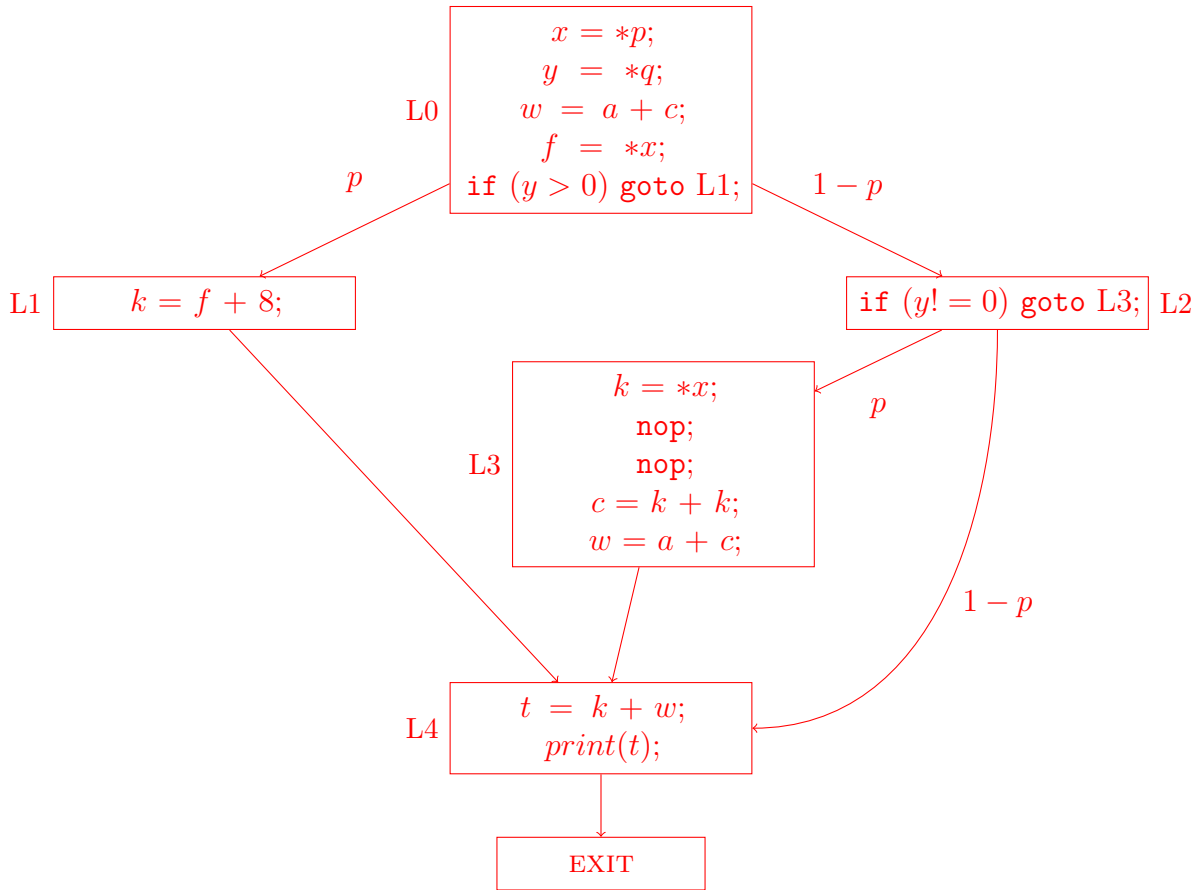 x = *p;
y = *q;
L0
w = a + c;
f = *x;
p
if (y > 0) goto L1;
1 − p
L1
k = f + 8;
if (y! = 0) goto L3;
L2
k = *x;
p
nop;
L3
nop;
c = k + k;
w = a + c;
1 − p
L4
t = k + w;
print(t);
EXIT